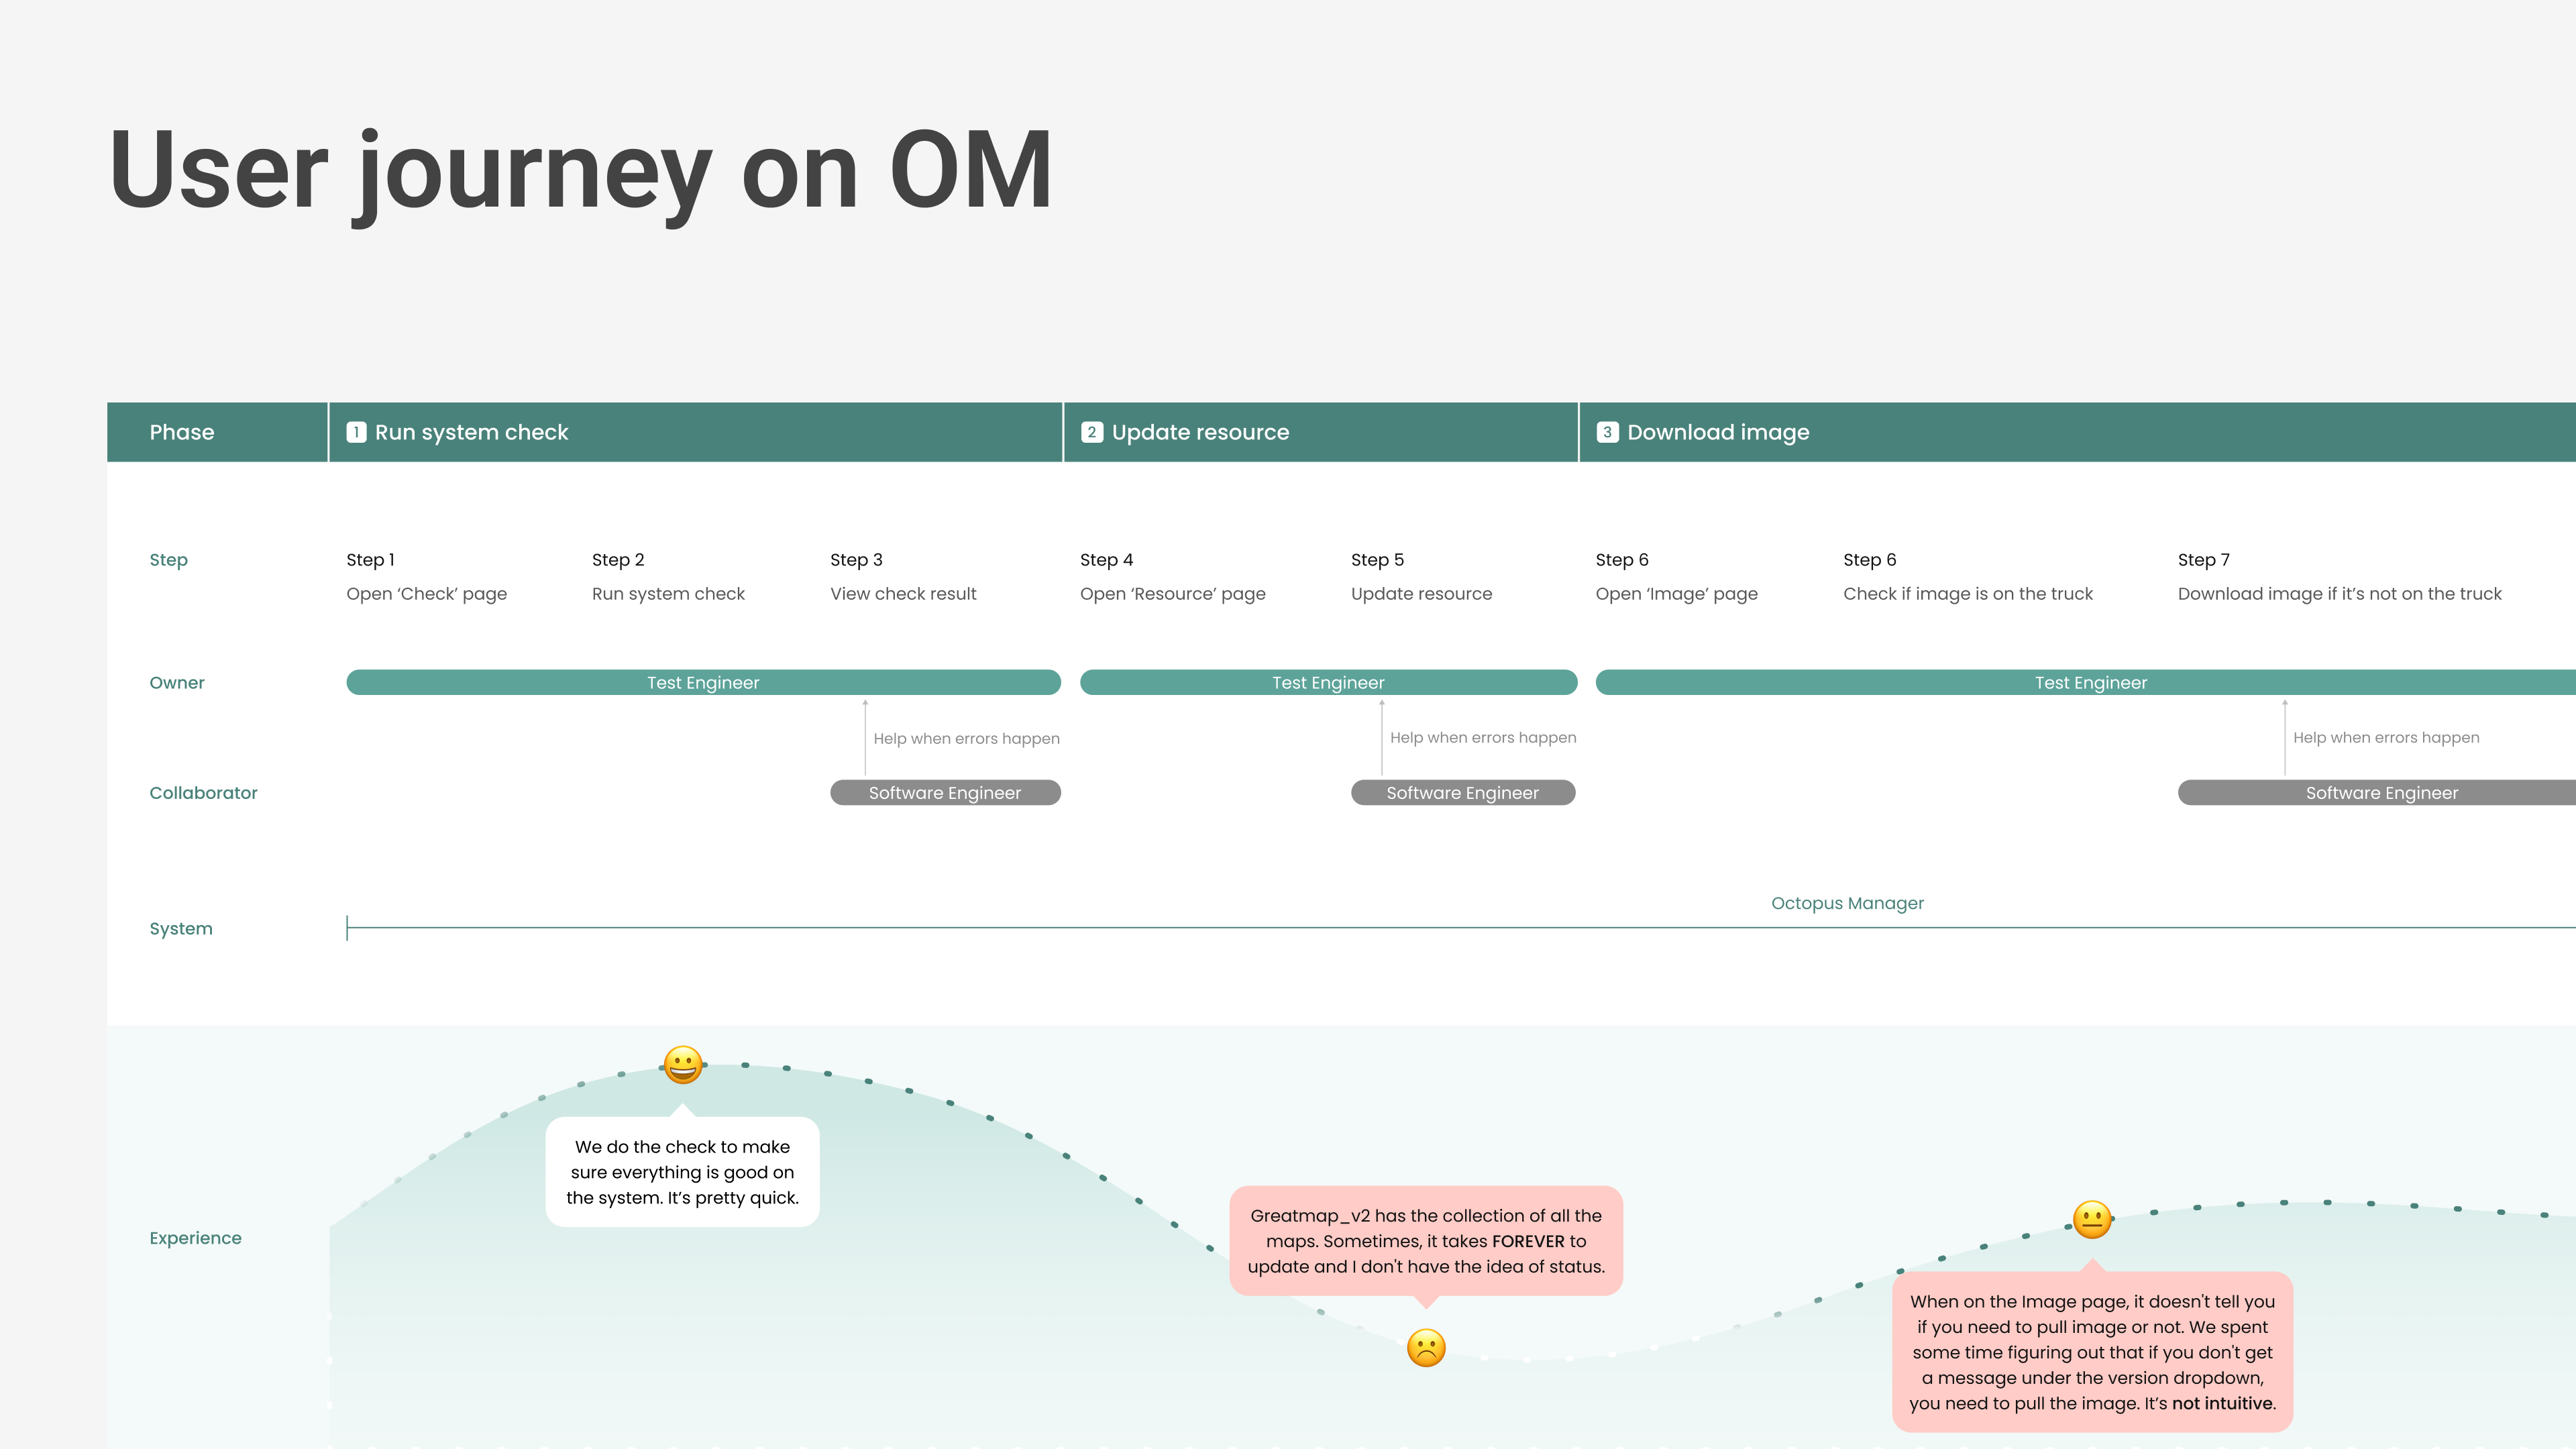 User journey on OM
Phase
1 Run system check
2 Update resource
3 Download image
Step
Step 1
Open ‘Check’ page
Step 2
Run system check
Step 3
View check result
Step 4
Open ‘Resource’ page
Step 5
Update resource
Step 6
Open ‘Image’ page
Step 6
Check if image is on the truck
Step 7
Download image if it’s not on the truck
Owner
Test Engineer
Test Engineer
Test Engineer
Help when errors happen
Help when errors happen
Help when errors happen
Collaborator
Software Engineer
Software Engineer
Software Engineer
System
Octopus Manager
Experience
We do the check to make
sure everything is good on
the system. It’s pretty quick.
Greatmap_v2 has the collection of all the
maps. Sometimes, it takes FOREVER to
update and I don't have the idea of status.
When on the Image page, it doesn't tell you
if you need to pull image or not. We spent
some time figuring out that if you don't get
a message under the version dropdown,
you need to pull the image. It’s not intuitive.